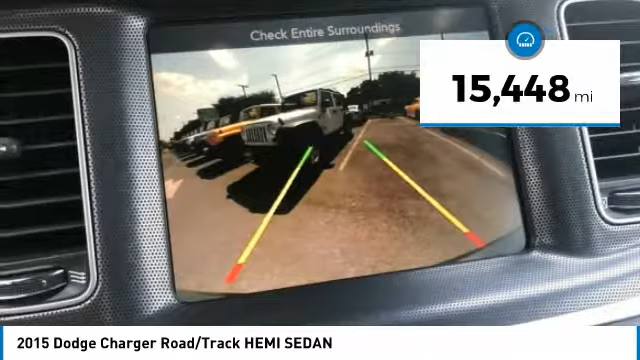 Check Entire Surroundings
15,448 mi
2015 Dodge Charger Road/Track HEMI SEDAN